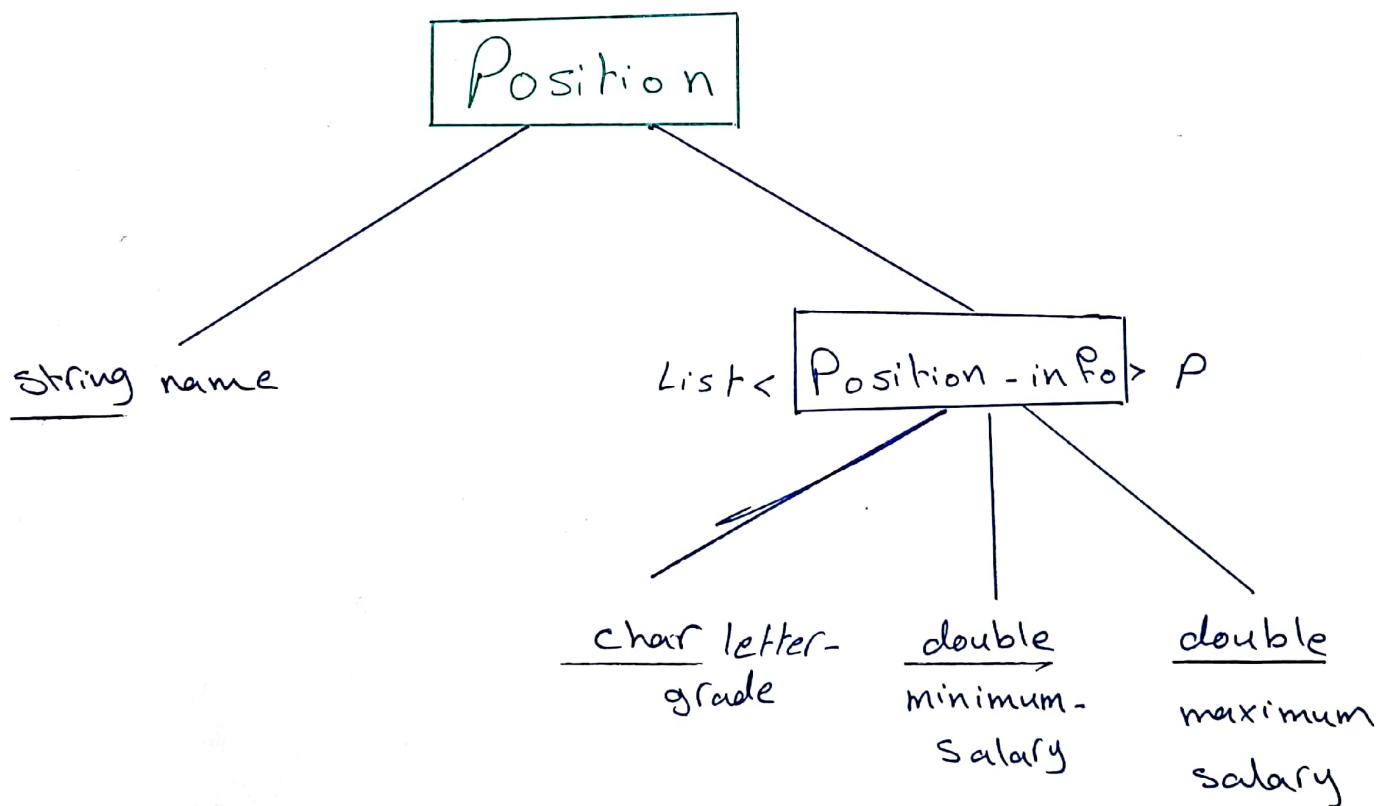 Position
string name
List< Position-info> P
char letter-
grade
double
minimum-
salary
double
maximum
salary